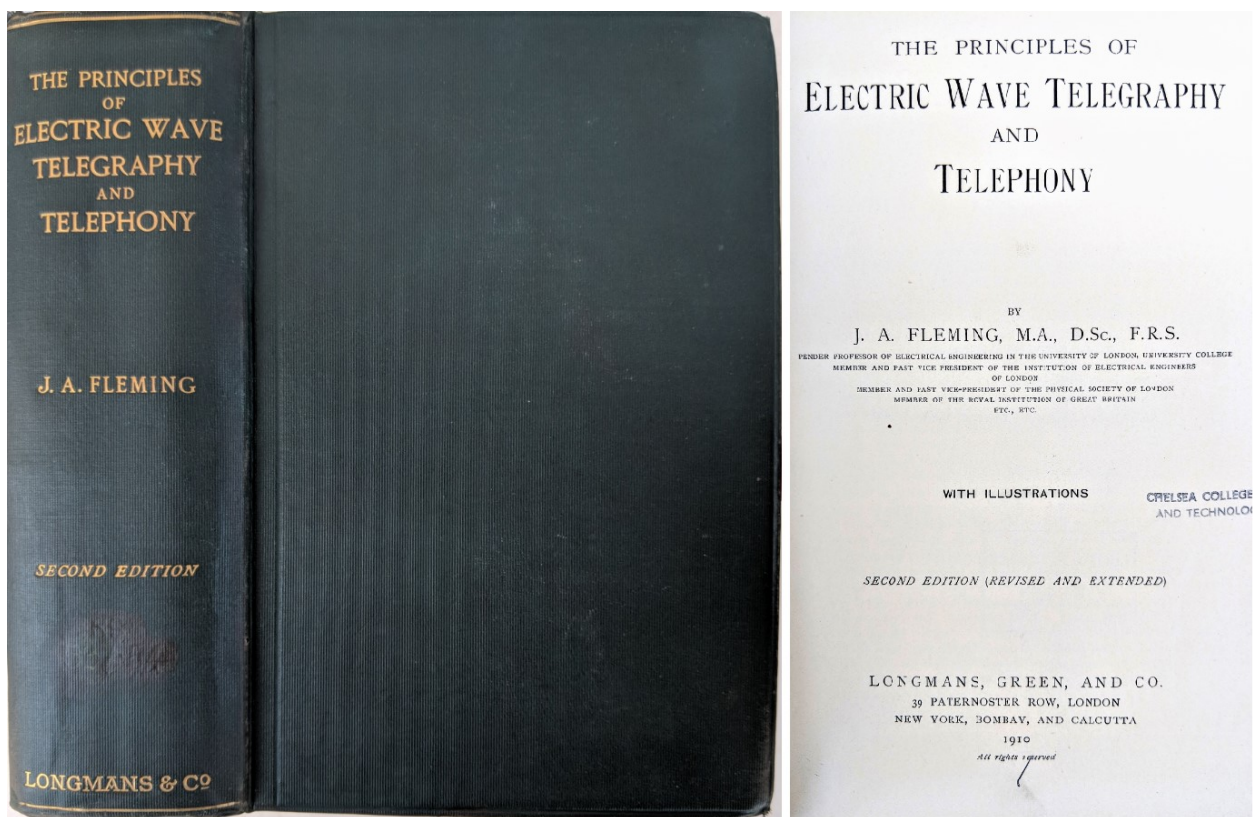 THE PRINCIPLES
OF
ELECTRIC WAVE
TELEGRAPHY
AND
TELEPHONY
J. A. FLEMING
SECOND EDITION
LONGMANS & Co
THE PRINCIPLES OF
ELECTRIC WAVE TELEGRAPHY
AND
TELEPHONY
BY
J. A. FLEMING, M.A., D.Sc., F.R.S.
PENDER PROFESSOR OF ELECTRICAL ENGINEERING IN THE UNIVERSITY OF LONDON, UNIVERSITY COLLEGE
MEMBER AND PAST VICE PRESIDENT OF THE INSTITUTION OF ELECTRICAL ENGINEERS
OF LONDON
MEMBER AND PAST VICE-PRESIDENT OF THE PHYSICAL SOCIETY OF LONDON
MEMBER OF THE ROYAL INSTITUTION OF GREAT BRITAIN
ETC., ETC.
WITH ILLUSTRATIONS
CHELSEA COLLEGE
AND TECHNOLO
SECOND EDITION (REVISED AND EXTENDED)
LONGMANS, GREEN, AND CO.
39 PATERNOSTER ROW, LONDON
NEW YORK, BOMBAY, AND CALCUTTA
1910
All rights reserved